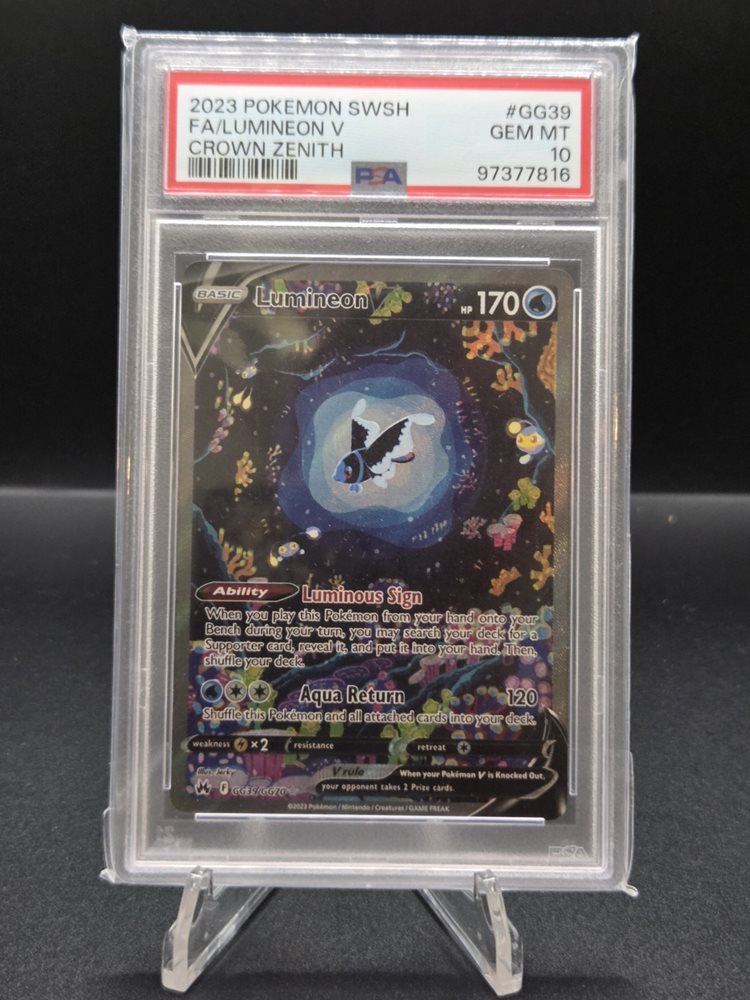 2023 POKEMON SWSH #GG39
FA/LUMINEON V GEM MT
CROWN ZENITH 10
PSA 97377816
BASIC Lumineon V HP 170
Ability Luminous Sign
When you play this Pokémon from your hand onto your
Bench during your turn, you may search your deck for a
Supporter card, reveal it, and put it into your hand. Then,
shuffle your deck.
Aqua Return 120
Shuffle this Pokémon and all attached cards into your deck.
weakness ×2 resistance retreat
Illus. Jerky V rule When your Pokémon V is Knocked Out,
F GG39/GG70 your opponent takes 2 Prize cards.
©2023 Pokémon / Nintendo / Creatures / GAME FREAK
PSA